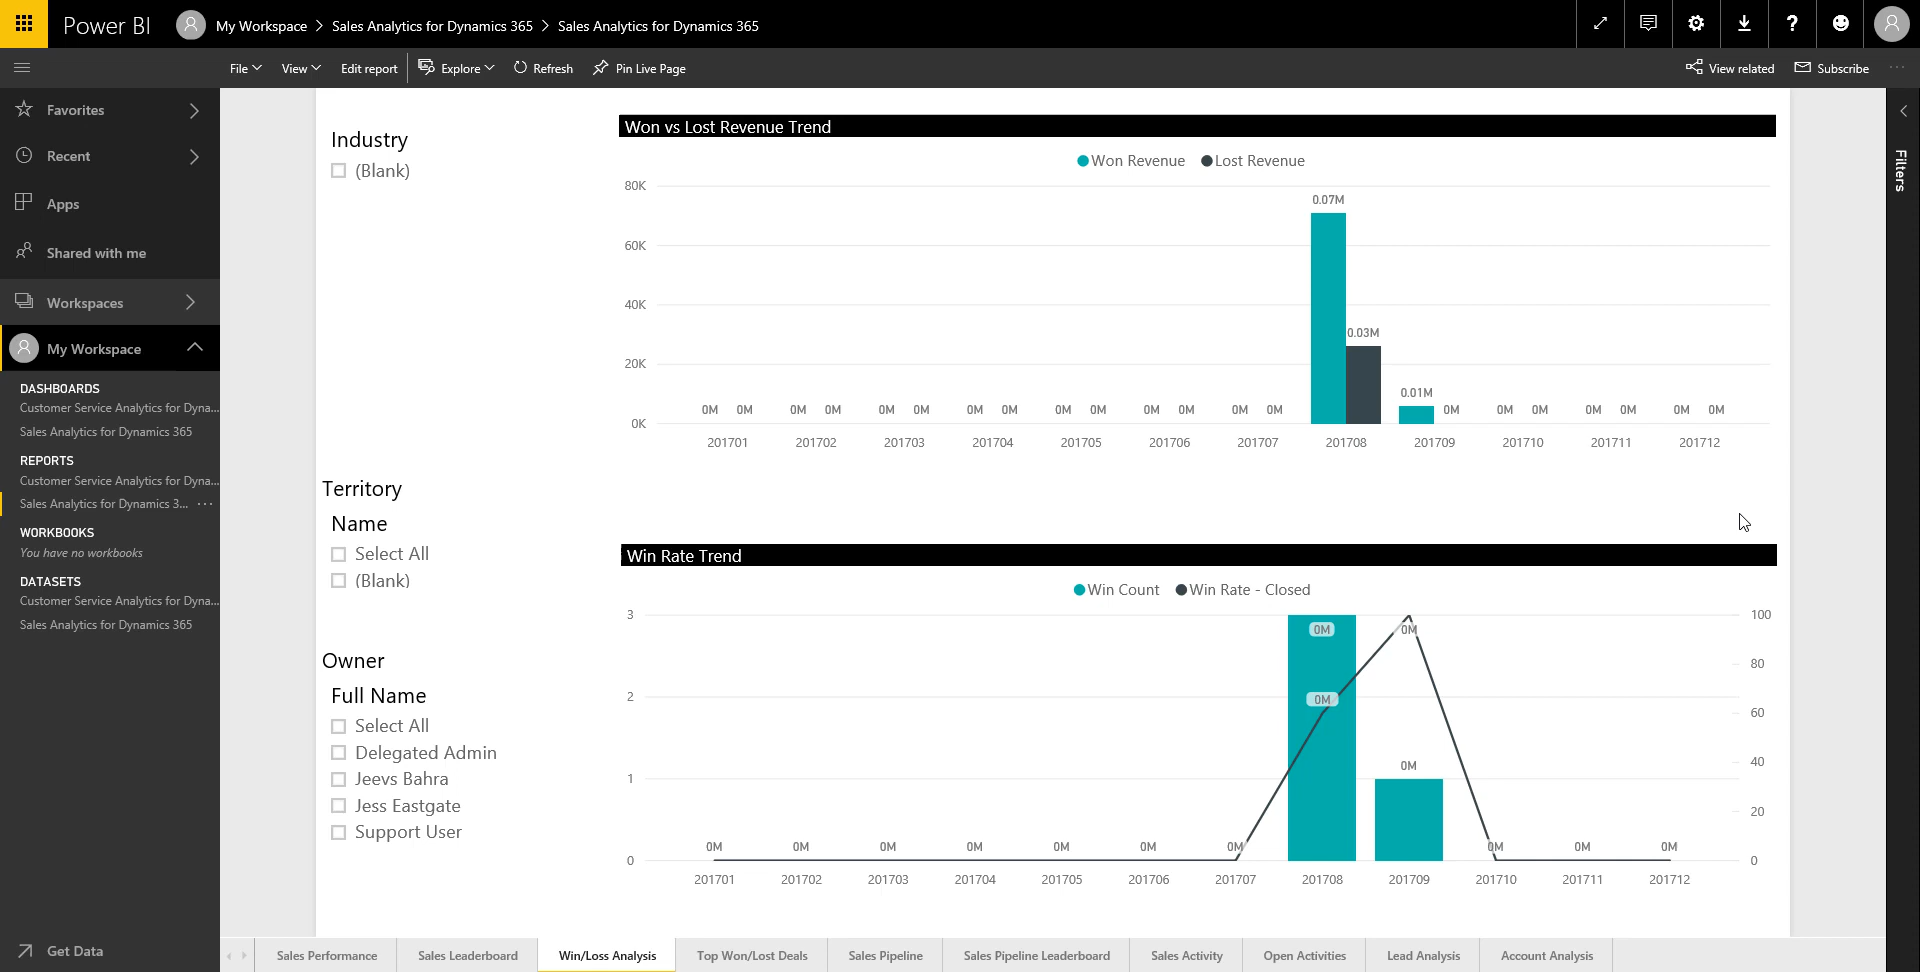 Power BI
My Workspace > Sales Analytics for Dynamics 365 > Sales Analytics for Dynamics 365
File View Edit report Explore Refresh Pin Live Page View related Subscribe
Favorites
Recent
Apps
Shared with me
Workspaces
My Workspace
DASHBOARDS
Customer Service Analytics for Dyna...
Sales Analytics for Dynamics 365
REPORTS
Customer Service Analytics for Dyna...
Sales Analytics for Dynamics 3... ...
WORKBOOKS
You have no workbooks
DATASETS
Customer Service Analytics for Dyna...
Sales Analytics for Dynamics 365
Get Data
Industry
(Blank)
Territory
Name
Select All
(Blank)
Owner
Full Name
Select All
Delegated Admin
Jeevs Bahra
Jess Eastgate
Support User
Won vs Lost Revenue Trend
Won Revenue Lost Revenue
80K
0.07M
60K
40K
0.03M
20K
0.01M
0M 0M 0M 0M 0M 0M 0M 0M 0M 0M 0M 0M 0M 0M 0M 0M 0M 0M 0M 0M 0M
0K
201701 201702 201703 201704 201705 201706 201707 201708 201709 201710 201711 201712
Win Rate Trend
Win Count Win Rate - Closed
3 100
0M 0M
80
2 0M
60
0M
1 40
20
0M 0M 0M 0M 0M 0M 0M 0M 0M 0M
0 0
201701 201702 201703 201704 201705 201706 201707 201708 201709 201710 201711 201712
Filters
Sales Performance Sales Leaderboard Win/Loss Analysis Top Won/Lost Deals Sales Pipeline Sales Pipeline Leaderboard Sales Activity Open Activities Lead Analysis Account Analysis